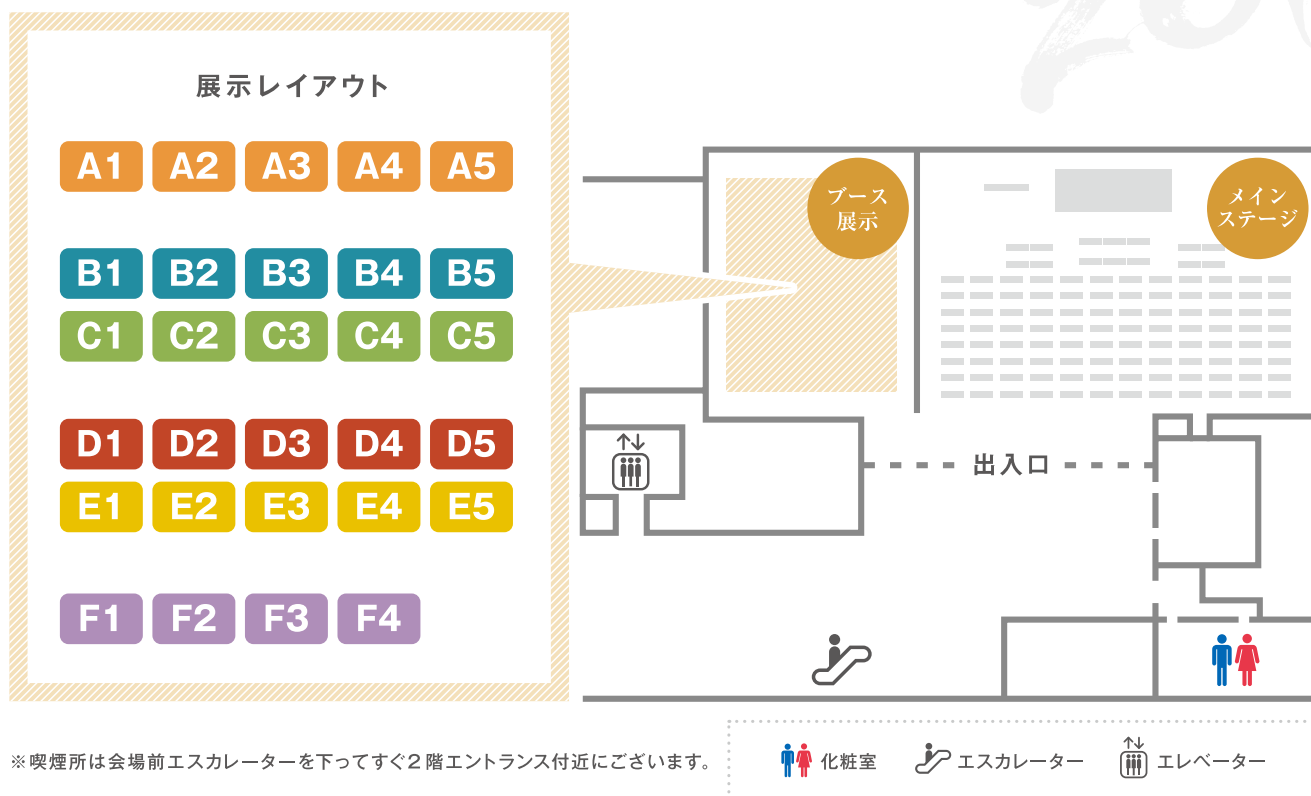 展示レイアウト
A1 A2 A3 A4 A5
B1 B2 B3 B4 B5
C1 C2 C3 C4 C5
D1 D2 D3 D4 D5
E1 E2 E3 E4 E5
F1 F2 F3 F4
ブース
展示
メイン
ステージ
出入口
※喫煙所は会場前エスカレーターを下ってすぐ2階エントランス付近にございます。
化粧室 エスカレーター エレベーター